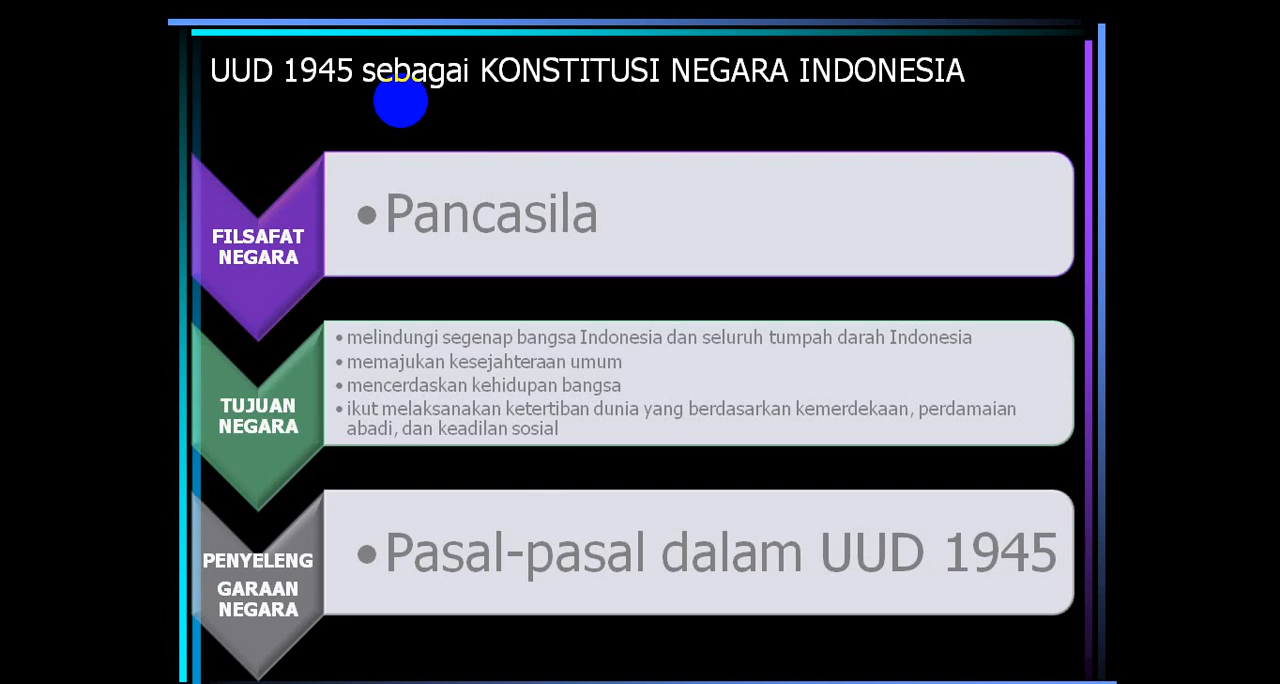 UUD 1945 sebagai KONSTITUSI NEGARA INDONESIA
FILSAFAT
NEGARA
•Pancasila
TUJUAN
NEGARA
•melindungi segenap bangsa Indonesia dan seluruh tumpah darah Indonesia
•memajukan kesejahteraan umum
•mencerdaskan kehidupan bangsa
•ikut melaksanakan ketertiban dunia yang berdasarkan kemerdekaan, perdamaian
abadi, dan keadilan sosial
PENYELENG
GARAAN
NEGARA
•Pasal-pasal dalam UUD 1945